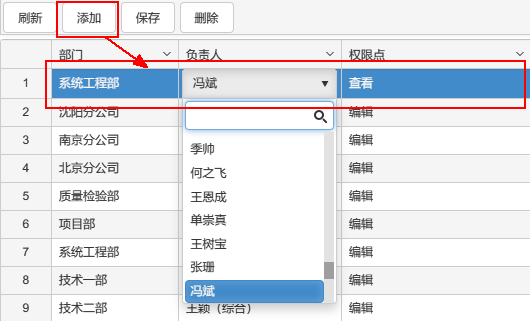 刷新 添加 保存 删除
部门 负责人 权限点
1 系统工程部 冯斌 查看
2 沈阳分公司 编辑
3 南京分公司 季帅 编辑
4 北京分公司 何之飞 编辑
5 质量检验部 王恩成 编辑
6 项目部 单崇真 编辑
7 系统工程部 王树宝 编辑
8 技术一部 张珊 编辑
冯斌
9 技术二部 王颖（综合） 编辑